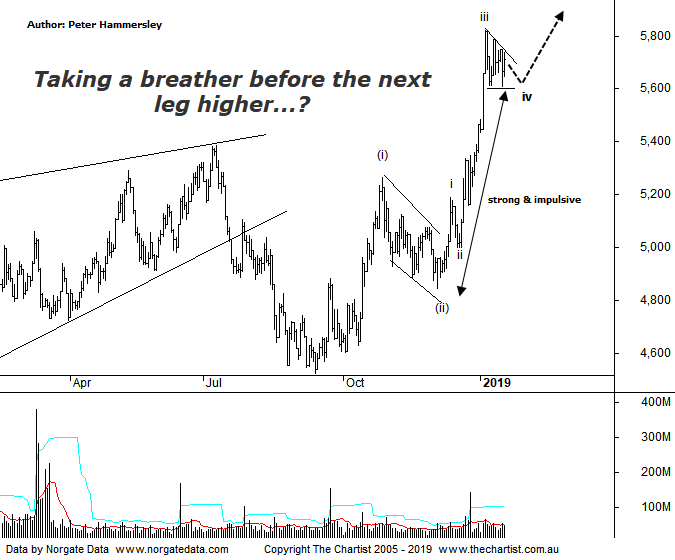 Author: Peter Hammersley
Taking a breather before the next
leg higher...?
iii
5,800
5,600
iv
5,400
(i)
i
5,200
strong & impulsive
ii
5,000
(ii)
4,800
4,600
Apr
Jul
Oct
2019
400M
300M
200M
100M
Data by Norgate Data www.norgatedata.com
Copyright The Chartist 2005 - 2019 www.thechartist.com.au